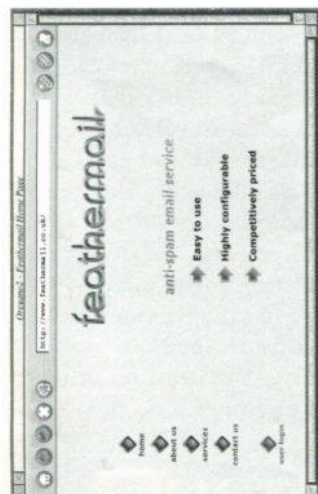 Oregano2 - Feathermail Home Page
http://www.feathermail.co.uk/
feathermail
anti-spam email service
Easy to use
Highly configurable
Competitively priced
home
about us
services
contact us
user login